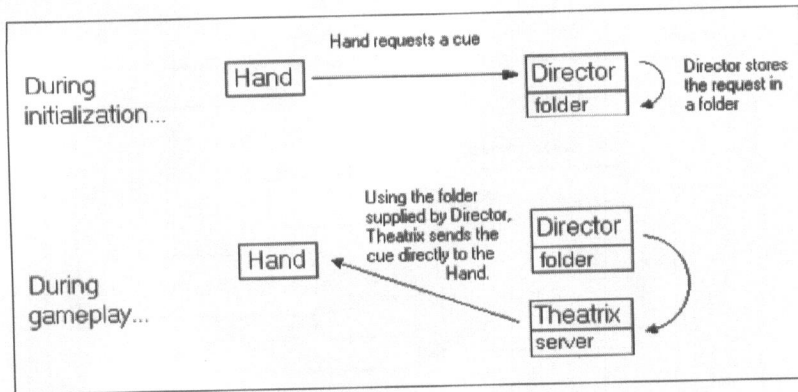 Hand requests a cue
During
initialization...
Hand
Director
folder
Director stores
the request in
a folder
Using the folder
supplied by Director,
Theatrix sends the
cue directly to the
Hand.
During
gameplay...
Hand
Director
folder
Theatrix
server